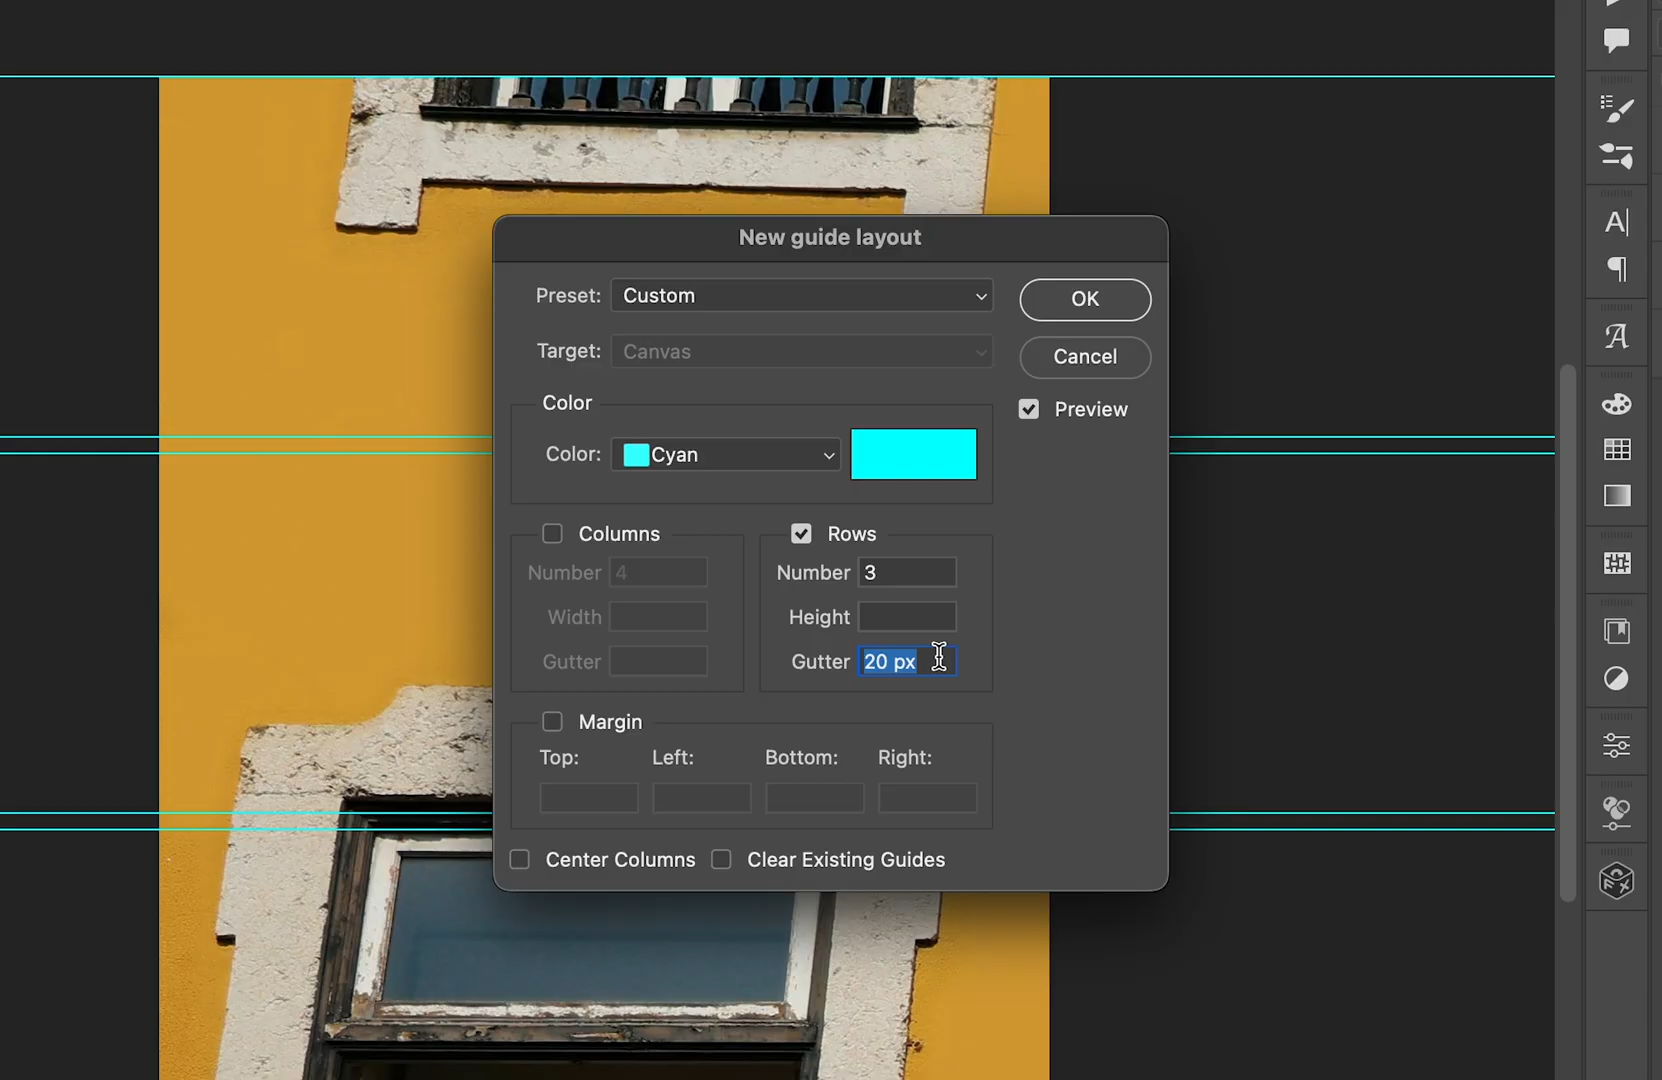 New guide layout
Preset: Custom
OK
Target: Canvas
Cancel
Color
Preview
Color: Cyan
Columns
Rows
Number 4
Number 3
Width
Height
Gutter
Gutter 20 px
Margin
Top: Left: Bottom: Right:
Center Columns Clear Existing Guides